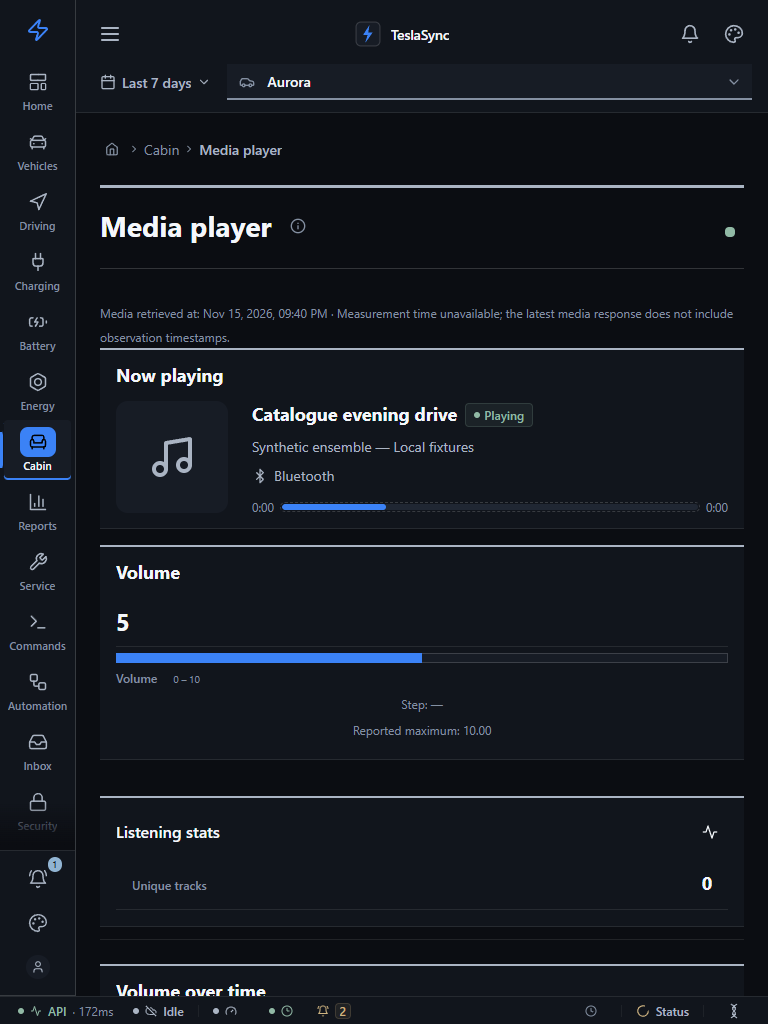 TeslaSync
Last 7 days
Aurora
Home
Vehicles
Driving
Charging
Battery
Energy
Cabin
Reports
Service
Commands
Automation
Inbox
Security
1
Cabin
Media player
Media player
Media retrieved at: Nov 15, 2026, 09:40 PM · Measurement time unavailable; the latest media response does not include
observation timestamps.
Now playing
Catalogue evening drive
Playing
Synthetic ensemble — Local fixtures
Bluetooth
0:00
0:00
Volume
5
Volume 0 – 10
Step: —
Reported maximum: 10.00
Listening stats
Unique tracks 0
Volume over time
API · 172ms
Idle
2
Status